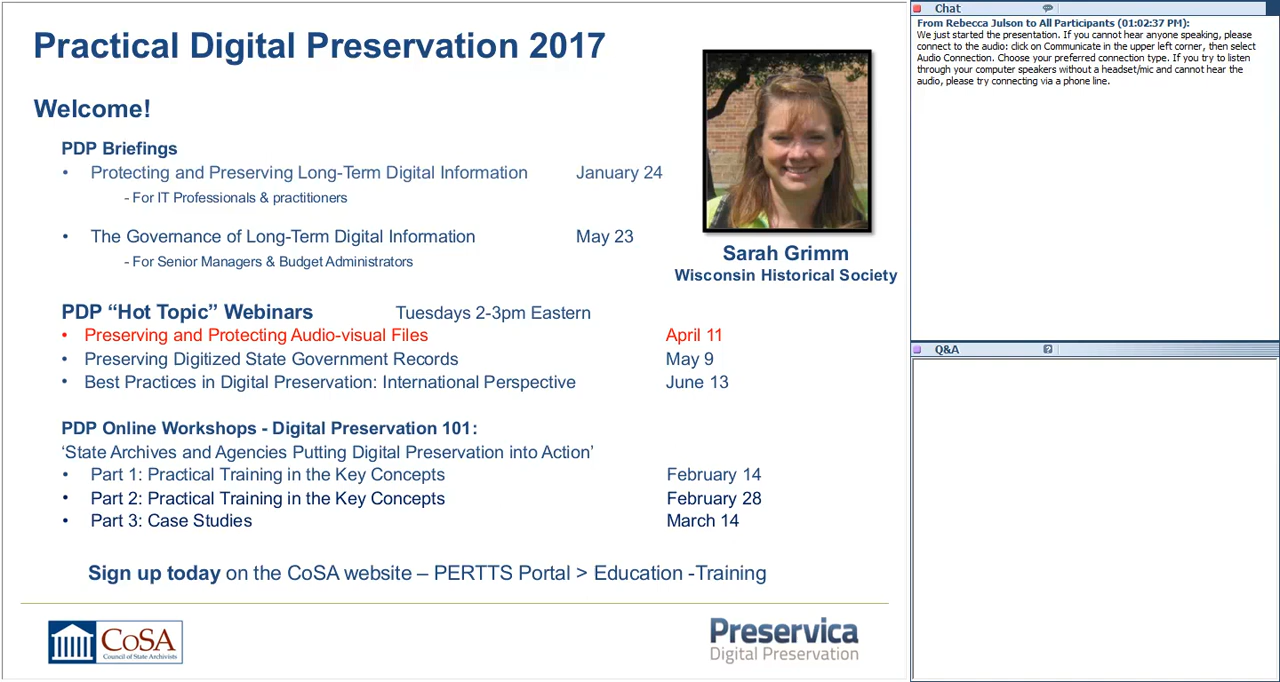 Practical Digital Preservation 2017
Welcome!
PDP Briefings
• Protecting and Preserving Long-Term Digital Information January 24
- For IT Professionals & practitioners
• The Governance of Long-Term Digital Information May 23
- For Senior Managers & Budget Administrators
Sarah Grimm
Wisconsin Historical Society
PDP “Hot Topic” Webinars Tuesdays 2-3pm Eastern
• Preserving and Protecting Audio-visual Files April 11
• Preserving Digitized State Government Records May 9
• Best Practices in Digital Preservation: International Perspective June 13
PDP Online Workshops - Digital Preservation 101:
‘State Archives and Agencies Putting Digital Preservation into Action’
• Part 1: Practical Training in the Key Concepts February 14
• Part 2: Practical Training in the Key Concepts February 28
• Part 3: Case Studies March 14
Sign up today on the CoSA website – PERTTS Portal > Education -Training
CoSA
Council of State Archivists
Preservica
Digital Preservation
Chat
From Rebecca Julson to All Participants (01:02:37 PM):
We just started the presentation. If you cannot hear anyone speaking, please
connect to the audio: click on Communicate in the upper left corner, then select
Audio Connection. Choose your preferred connection type. If you try to listen
through your computer speakers without a headset/mic and cannot hear the
audio, please try connecting via a phone line.
Q&A